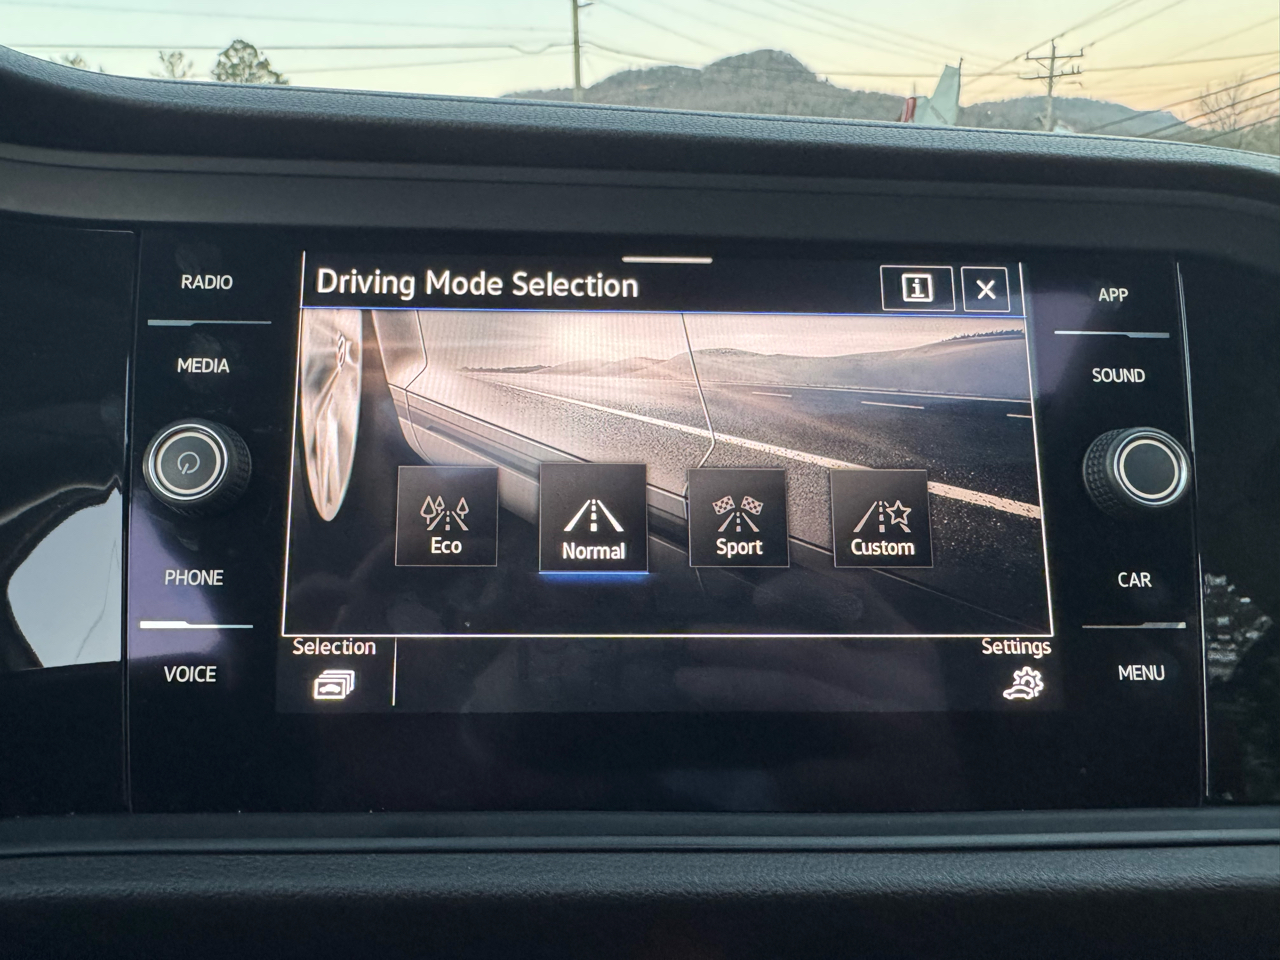 RADIO
MEDIA
PHONE
VOICE
Driving Mode Selection
i
X
Eco
Normal
Sport
Custom
Selection
Settings
APP
SOUND
CAR
MENU